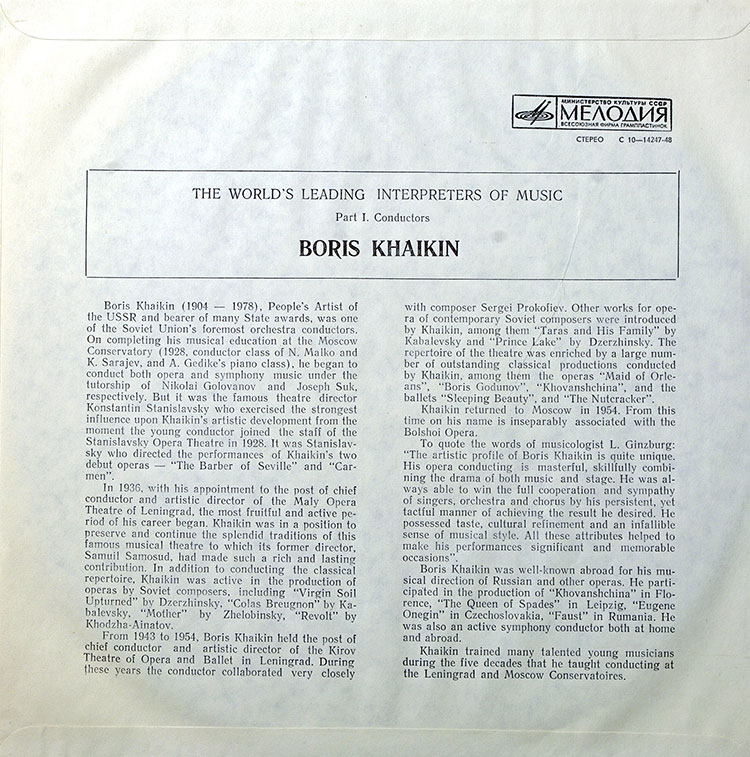 МИНИСТЕРСТВО КУЛЬТУРЫ СССР
МЕЛОДИЯ
ВСЕСОЮЗНАЯ ФИРМА ГРАМПЛАСТИНОК
СТЕРЕО С 10—14247-48
THE WORLD'S LEADING INTERPRETERS OF MUSIC
Part I. Conductors
BORIS KHAIKIN
Boris Khaikin (1904 — 1978), People's Artist of
the USSR and bearer of many State awards, was one
of the Soviet Union's foremost orchestra conductors.
On completing his musical education at the Moscow
Conservatory (1928, conductor class of N. Malko and
K. Sarajev, and A. Gedike's piano class), he began to
conduct both opera and symphony music under the
tutorship of Nikolai Golovanov and Joseph Suk,
respectively. But it was the famous theatre director
Konstantin Stanislavsky who exercised the strongest
influence upon Khaikin's artistic development from the
moment the young conductor joined the staff of the
Stanislavsky Opera Theatre in 1928. It was Stanislav-
sky who directed the performances of Khaikin's two
debut operas — "The Barber of Seville" and "Car-
men".
In 1936, with his appointment to the post of chief
conductor and artistic director of the Maly Opera
Theatre of Leningrad, the most fruitful and active pe-
riod of his career began. Khaikin was in a position to
preserve and continue the splendid traditions of this
famous musical theatre to which its former director,
Samuil Samosud, had made such a rich and lasting
contribution. In addition to conducting the classical
repertoire, Khaikin was active in the production of
operas by Soviet composers, including "Virgin Soil
Upturned" by Dzerzhinsky, "Colas Breugnon" by Ka-
balevsky, "Mother" by Zhelobinsky, "Revolt" by
Khodzha-Ainatov.
From 1943 to 1954, Boris Khaikin held the post of
chief conductor and artistic director of the Kirov
Theatre of Opera and Ballet in Leningrad. During
these years the conductor collaborated very closely
with composer Sergei Prokofiev. Other works for ope-
ra of contemporary Soviet composers were introduced
by Khaikin, among them "Taras and His Family" by
Kabalevsky and "Prince Lake" by Dzerzhinsky. The
repertoire of the theatre was enriched by a large num-
ber of outstanding classical productions conducted
by Khaikin, among them the operas "Maid of Orle-
ans", "Boris Godunov", "Khovanshchina", and the
ballets "Sleeping Beauty", and "The Nutcracker".
Khaikin returned to Moscow in 1954. From this
time on his name is inseparably associated with the
Bolshoi Opera.
To quote the words of musicologist L. Ginzburg:
"The artistic profile of Boris Khaikin is quite unique.
His opera conducting is masterful, skillfully combi-
ning the drama of both music and stage. He was al-
ways able to win the full cooperation and sympathy
of singers, orchestra and chorus by his persistent, yet
tactful manner of achieving the result he desired. He
possessed taste, cultural refinement and an infallible
sense of musical style. All these attributes helped to
make his performances significant and memorable
occasions".
Boris Khaikin was well-known abroad for his mu-
sical direction of Russian and other operas. He parti-
cipated in the production of "Khovanshchina" in Flo-
rence, "The Queen of Spades" in Leipzig, "Eugene
Onegin" in Czechoslovakia, "Faust" in Rumania. He
was also an active symphony conductor both at home
and abroad.
Khaikin trained many talented young musicians
during the five decades that he taught conducting at
the Leningrad and Moscow Conservatoires.